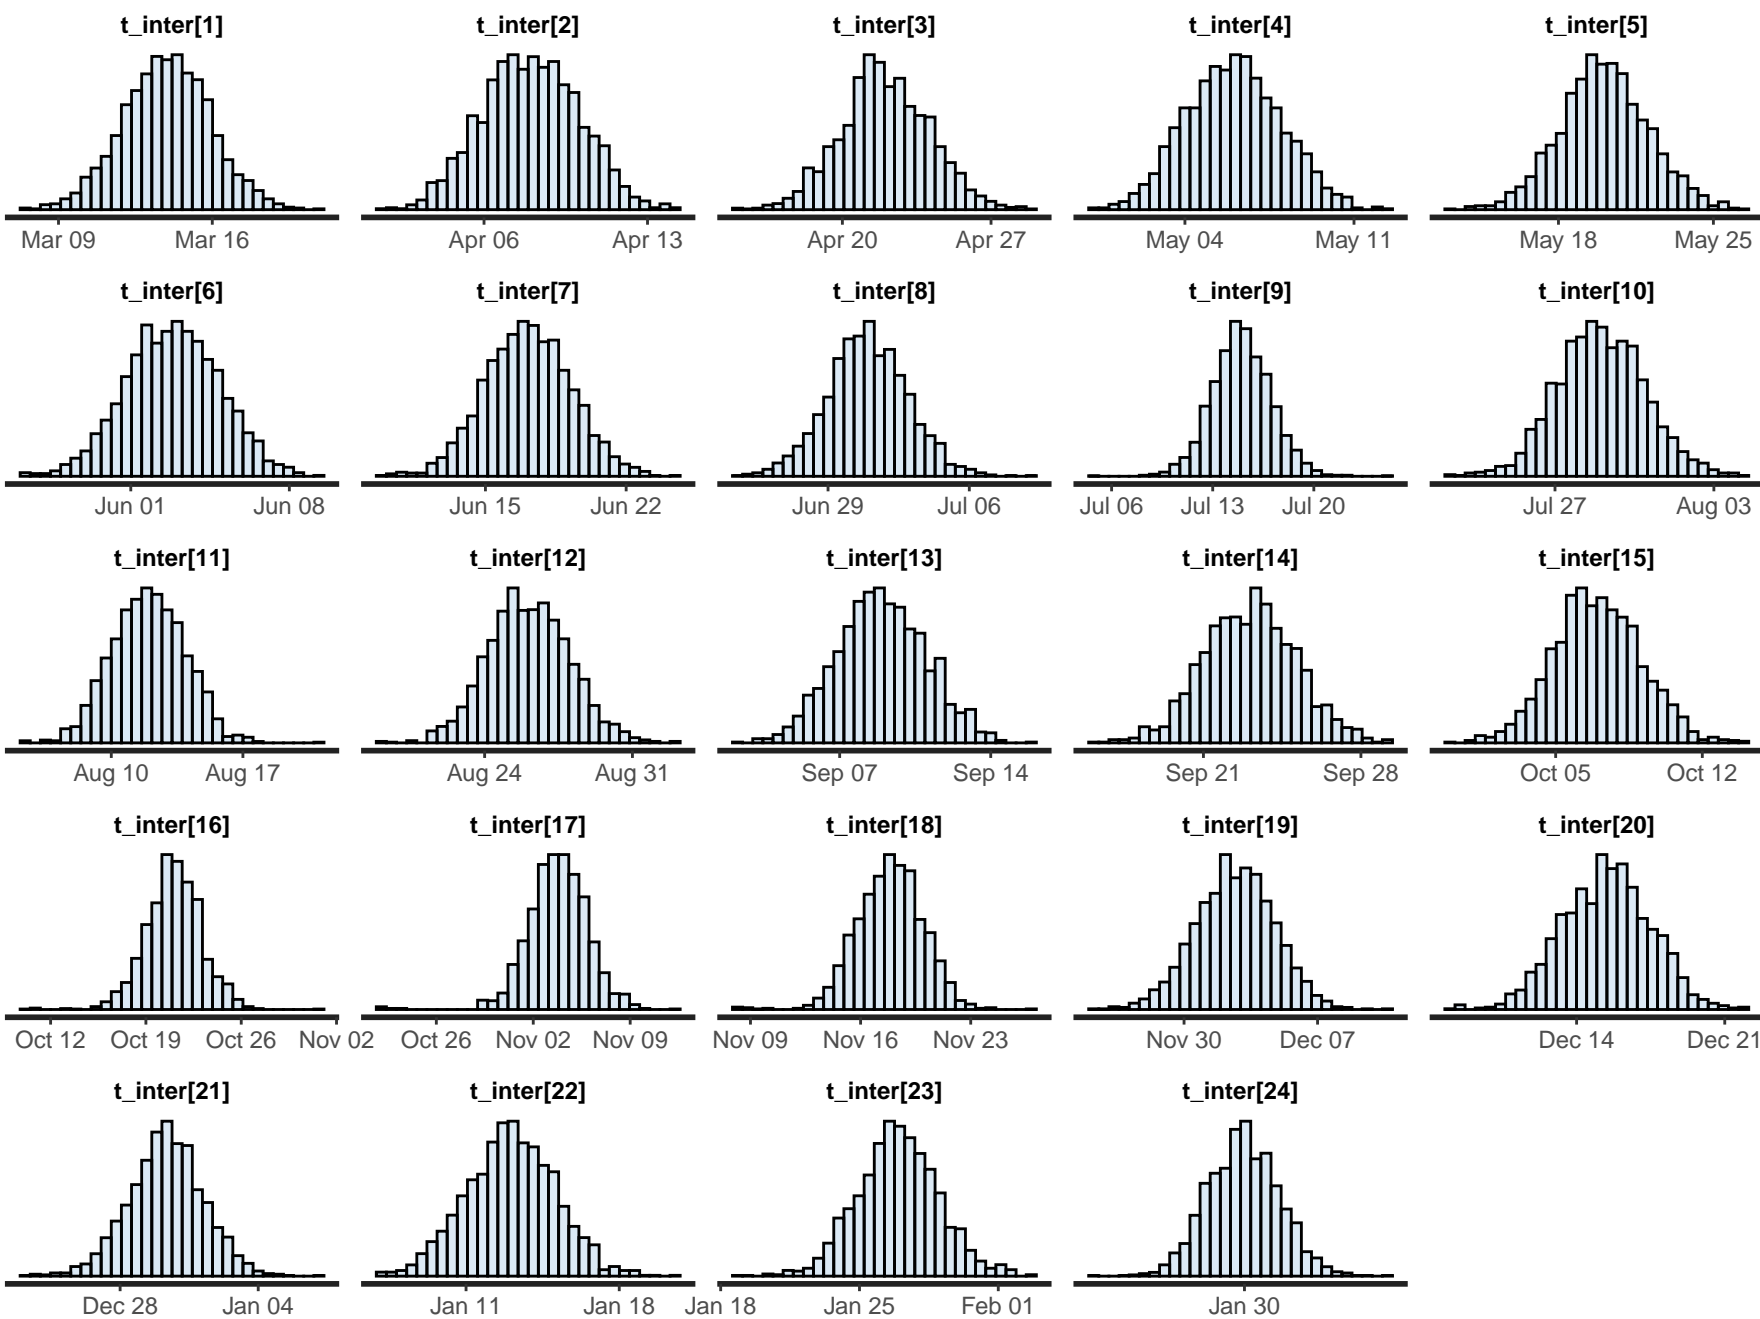 t_inter[1] t_inter[2] t_inter[3] t_inter[4] t_inter[5]
Mar 09 Mar 16 Apr 06 Apr 13 Apr 20 Apr 27 May 04 May 11 May 18 May 25
t_inter[6] t_inter[7] t_inter[8] t_inter[9] t_inter[10]
Jun 01 Jun 08 Jun 15 Jun 22 Jun 29 Jul 06 Jul 06 Jul 13 Jul 20 Jul 27 Aug 03
t_inter[11] t_inter[12] t_inter[13] t_inter[14] t_inter[15]
Aug 10 Aug 17 Aug 24 Aug 31 Sep 07 Sep 14 Sep 21 Sep 28 Oct 05 Oct 12
t_inter[16] t_inter[17] t_inter[18] t_inter[19] t_inter[20]
Oct 12 Oct 19 Oct 26 Nov 02 Oct 26 Nov 02 Nov 09 Nov 09 Nov 16 Nov 23 Nov 30 Dec 07 Dec 14 Dec 21
t_inter[21] t_inter[22] t_inter[23] t_inter[24]
Dec 28 Jan 04 Jan 11 Jan 18 Jan 18 Jan 25 Feb 01 Jan 30